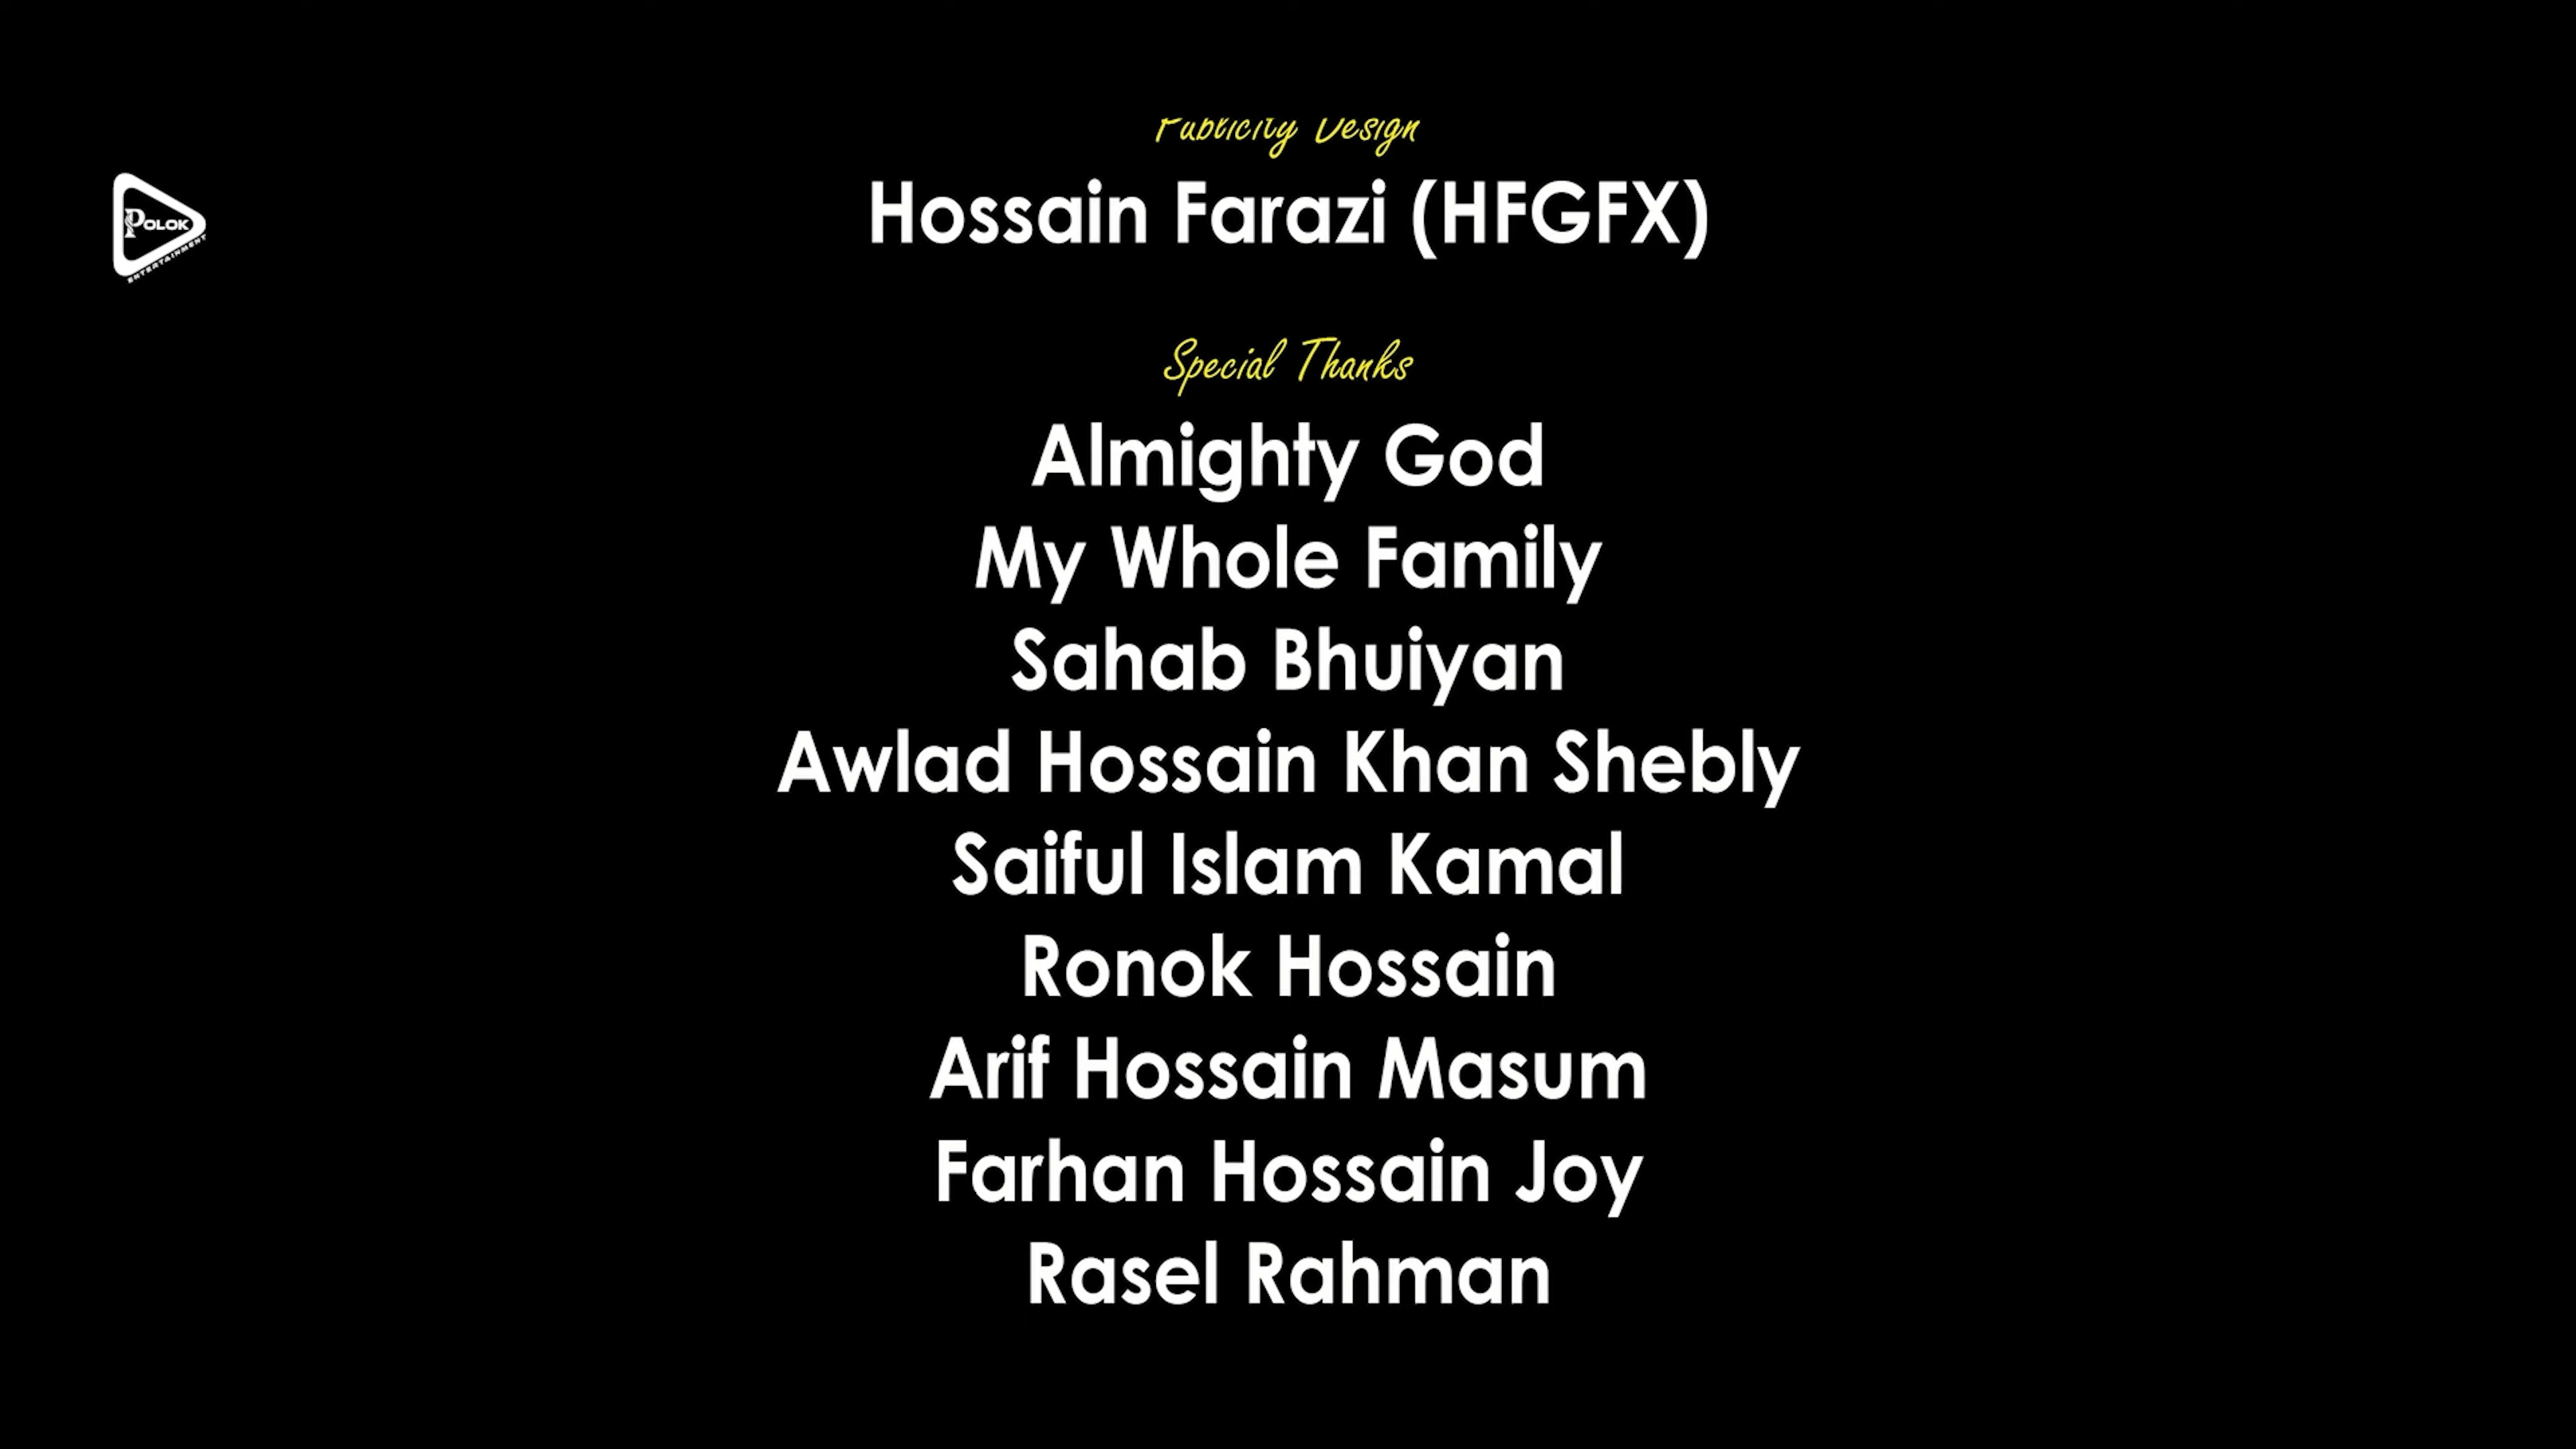 Publicity Design
Hossain Farazi (HFGFX)
POLOK
ENTERTAINMENT
Special Thanks
Almighty God
My Whole Family
Sahab Bhuiyan
Awlad Hossain Khan Shebly
Saiful Islam Kamal
Ronok Hossain
Arif Hossain Masum
Farhan Hossain Joy
Rasel Rahman